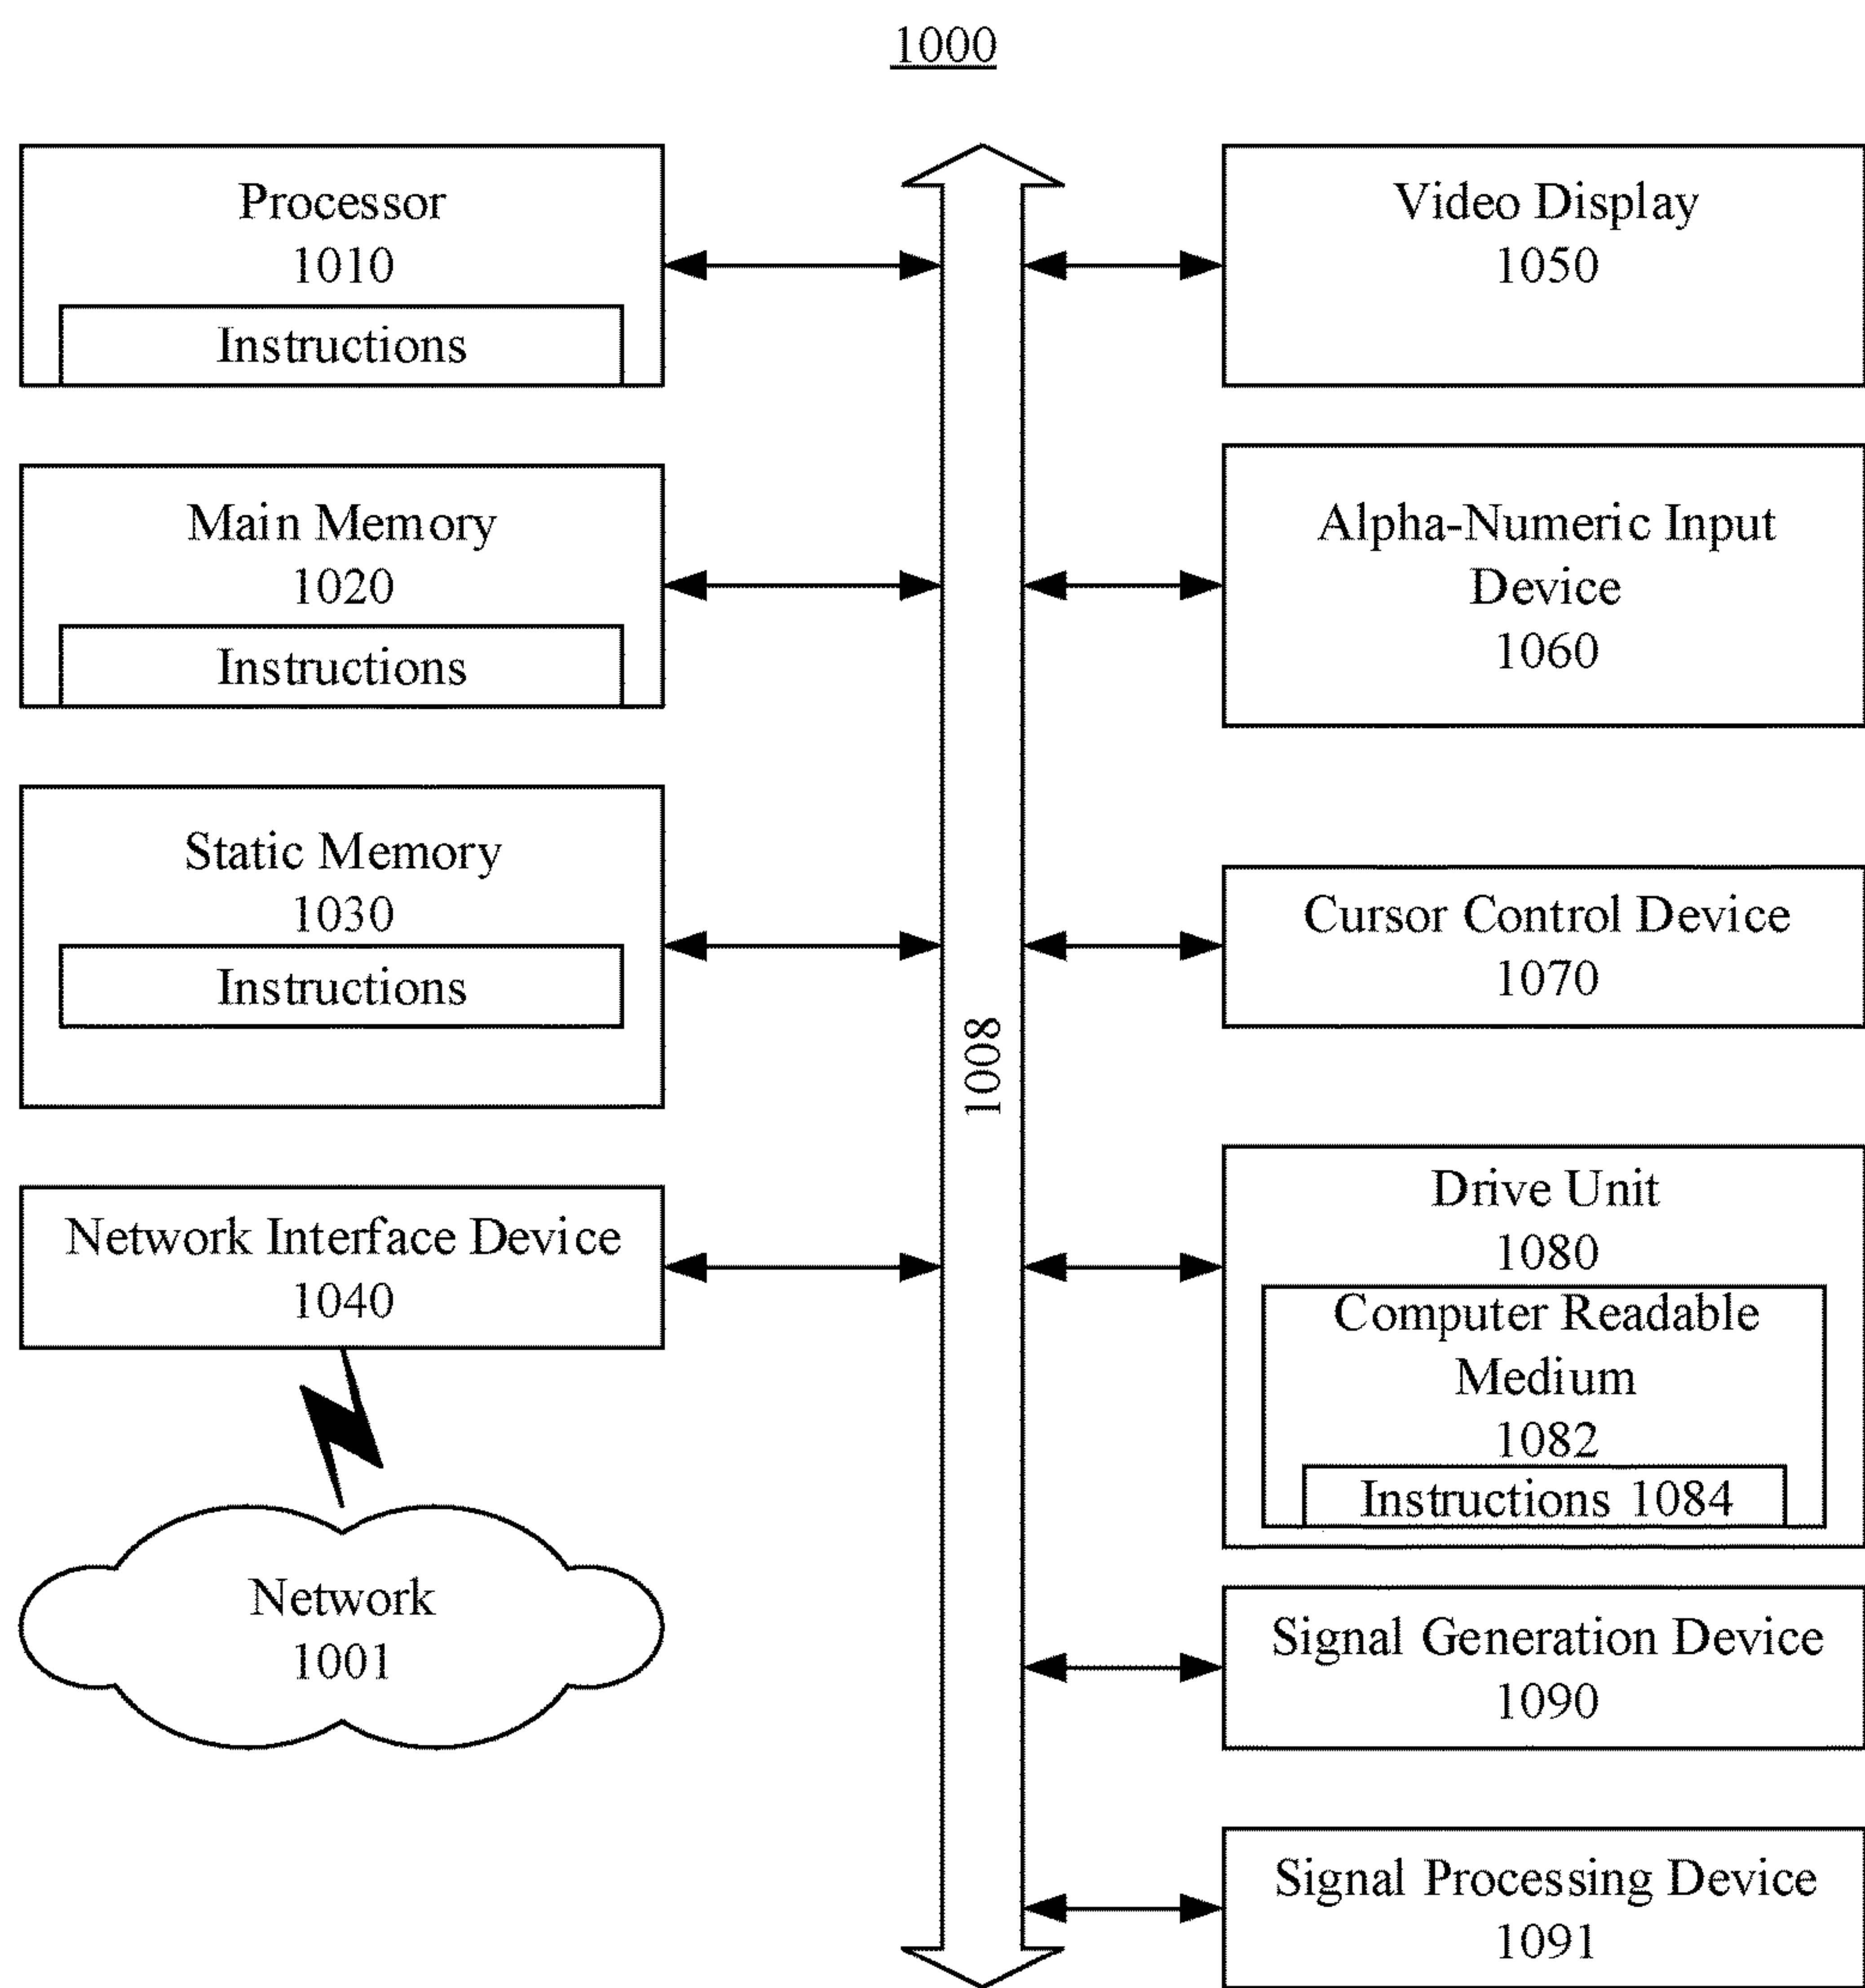 1000
Processor
1010
Instructions
Main Memory
1020
Instructions
Static Memory
1030
Instructions
Network Interface Device
1040
Network
1001
1008
Video Display
1050
Alpha-Numeric Input
Device
1060
Cursor Control Device
1070
Drive Unit
1080
Computer Readable
Medium
1082
Instructions 1084
Signal Generation Device
1090
Signal Processing Device
1091